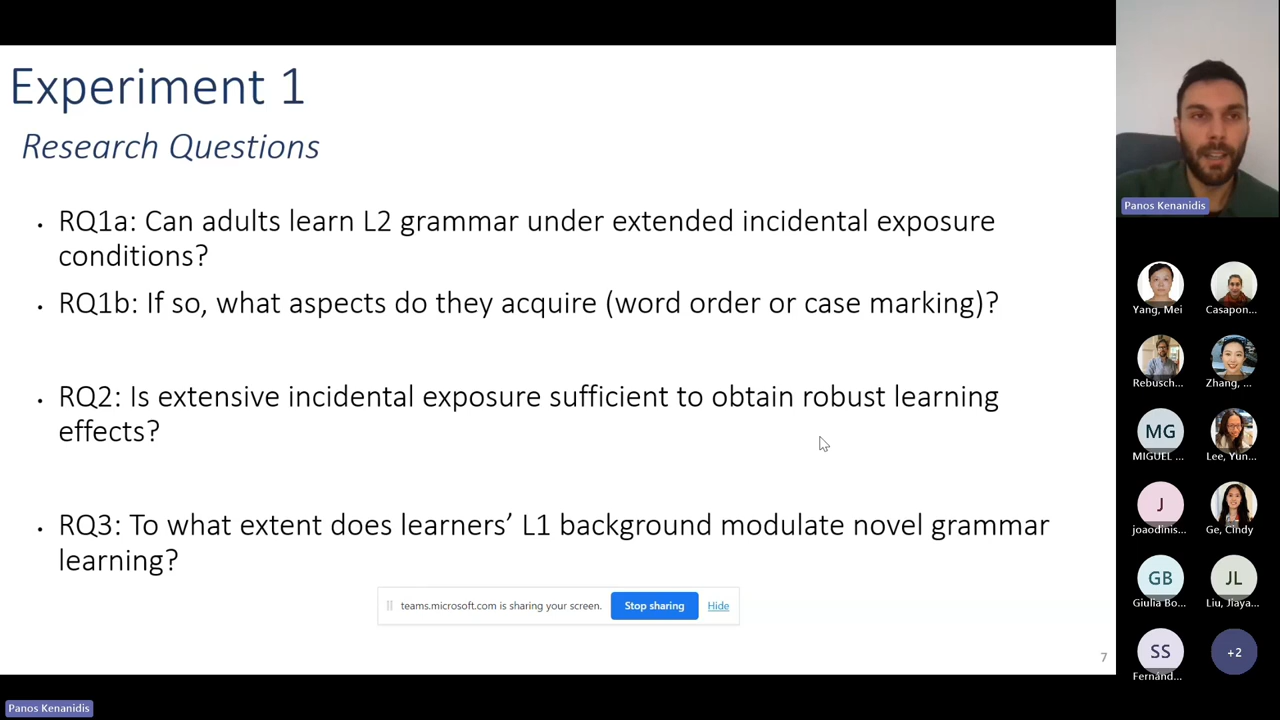 Experiment 1
Research Questions
• RQ1a: Can adults learn L2 grammar under extended incidental exposure
conditions?
• RQ1b: If so, what aspects do they acquire (word order or case marking)?
• RQ2: Is extensive incidental exposure sufficient to obtain robust learning
effects?
• RQ3: To what extent does learners’ L1 background modulate novel grammar
learning?
teams.microsoft.com is sharing your screen. Stop sharing Hide
7
Panos Kenanidis
Panos Kenanidis
Yang, Mei
Casapon...
Rebusch...
Zhang, ...
MG
MIGUEL ...
Lee, Yun...
J
joaodinis...
Ge, Cindy
GB
JL
Giulia Bo...
Liu, Jiaya...
SS
+2
Fernánd...